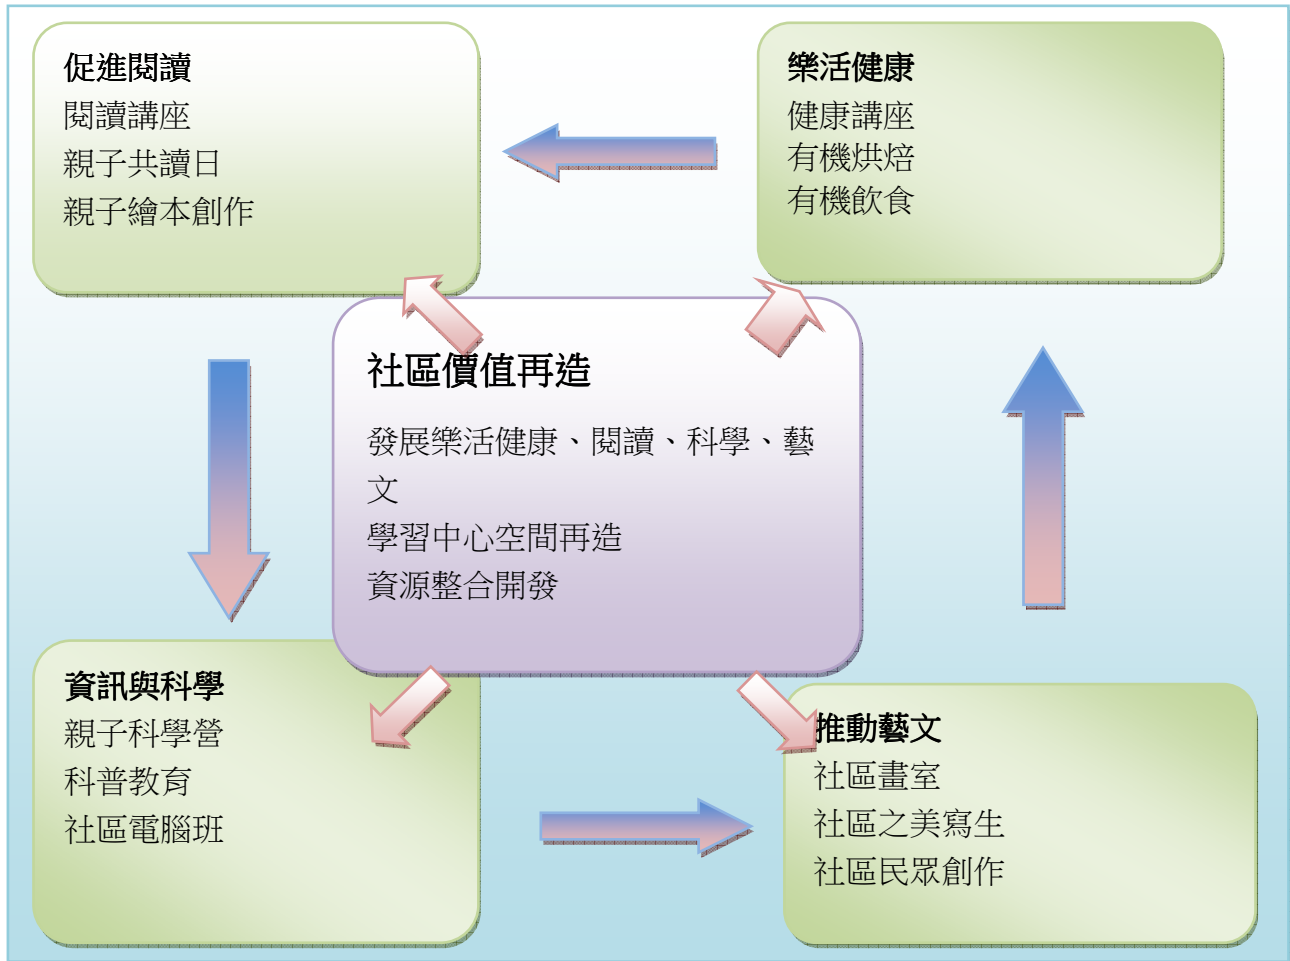 促進閱讀
閱讀講座
親子共讀日
親子繪本創作
樂活健康
健康講座
有機烘焙
有機飲食
社區價值再造
發展樂活健康、閱讀、科學、藝
文
學習中心空間再造
資源整合開發
資訊與科學
親子科學營
科普教育
社區電腦班
推動藝文
社區畫室
社區之美寫生
社區民眾創作